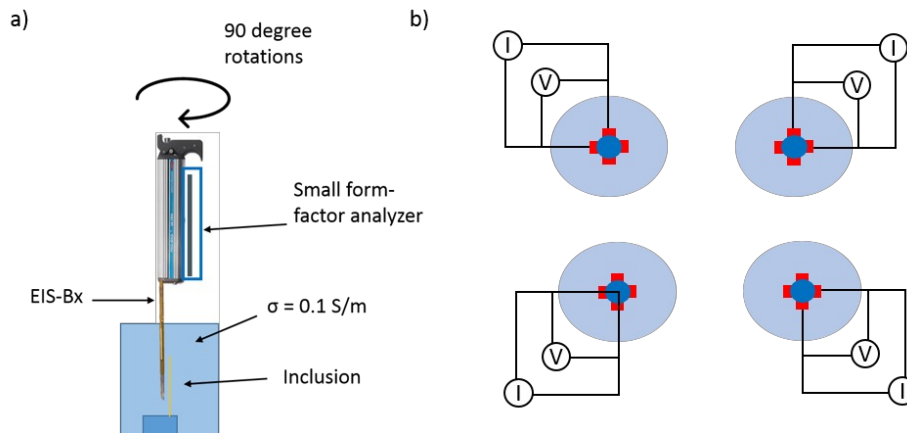 a)
90 degree
rotations
Small form-
factor analyzer
EIS-Bx
σ = 0.1 S/m
Inclusion
b)
I
V
I
V
V
I
V
I